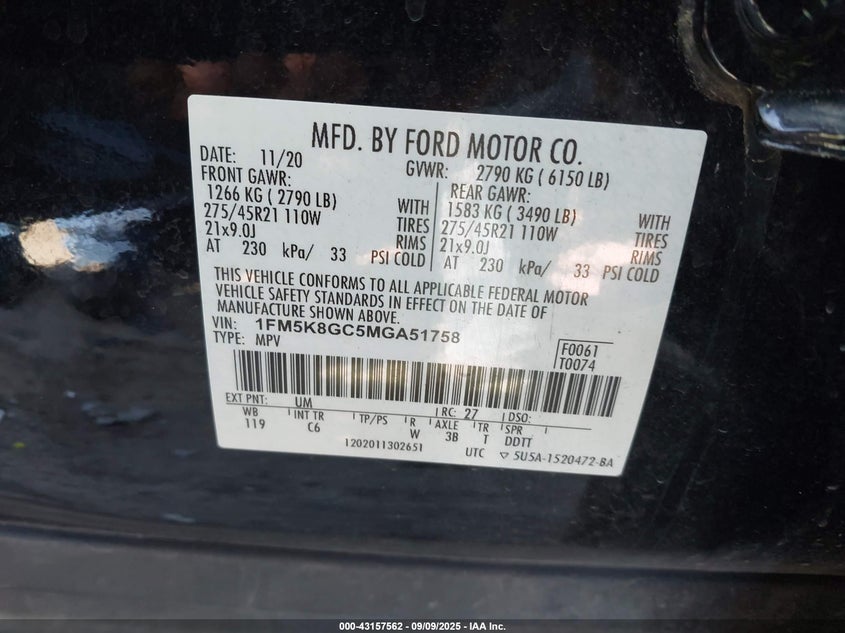 MFD. BY FORD MOTOR CO.
DATE: 11/20 GVWR: 2790 KG ( 6150 LB)
FRONT GAWR: REAR GAWR:
1266 KG ( 2790 LB) WITH 1583 KG ( 3490 LB) WITH
275/45R21 110W TIRES 275/45R21 110W TIRES
21x9.0J RIMS 21x9.0J RIMS
AT 230 kPa/ 33 PSI COLD AT 230 kPa/ 33 PSI COLD
THIS VEHICLE CONFORMS TO ALL APPLICABLE FEDERAL MOTOR
VEHICLE SAFETY STANDARDS IN EFFECT ON THE DATE OF
MANUFACTURE SHOWN ABOVE.
VIN: 1FM5K8GC5MGA51758
TYPE: MPV
F0061
T0074
EXT PNT: UM RC: 27 DSO:
WB INT TR TP/PS R AXLE TR SPR
119 C6 W 3B T DDTT
1202011302651 UTC ▽ 5U5A-1520472-BA
000-43157562 - 09/09/2025 - IAA Inc.